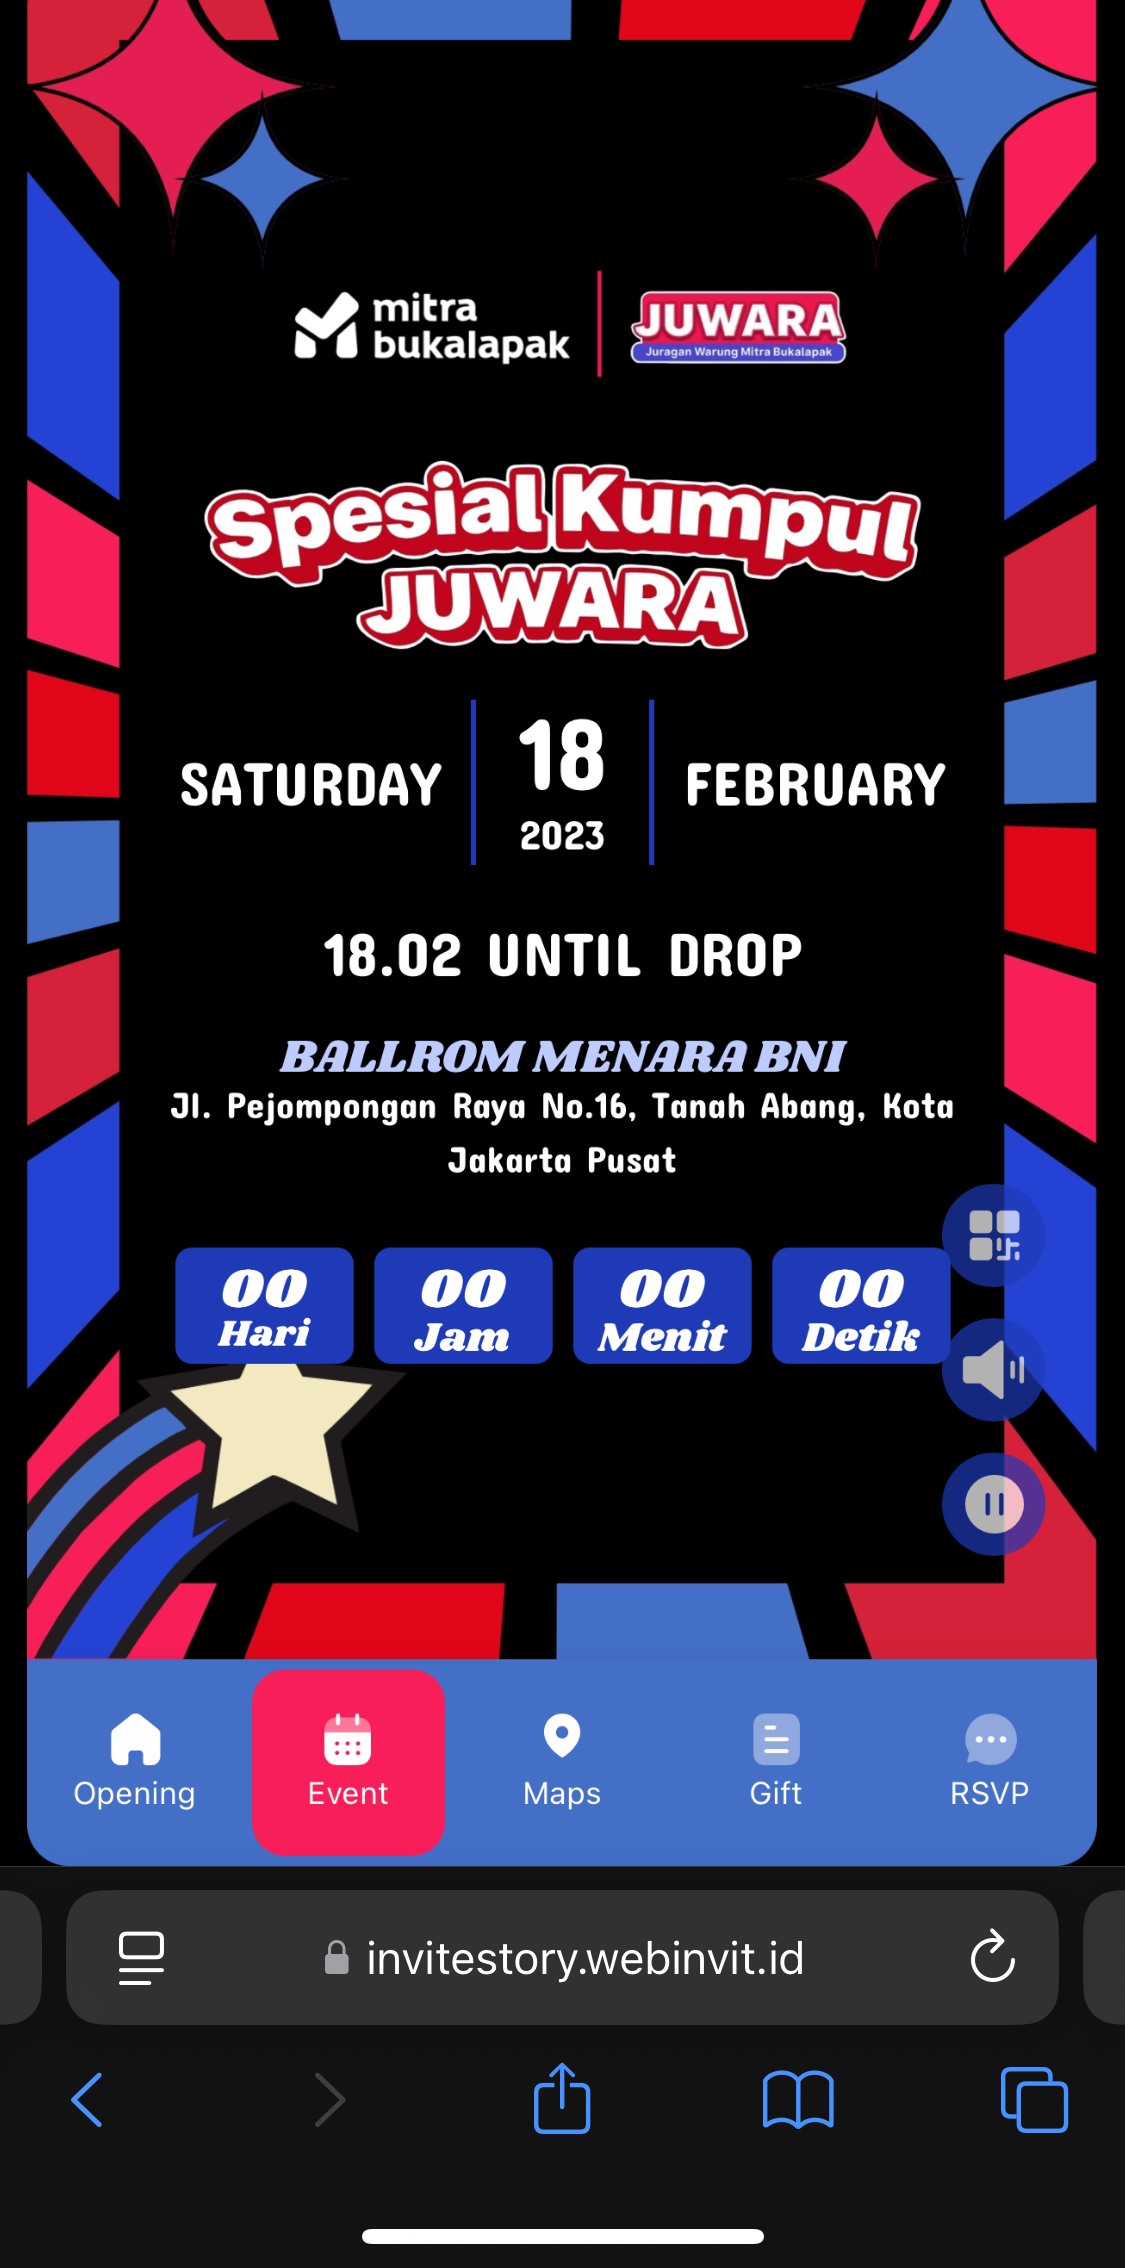 mitra
bukalapak
JUWARA
Juragan Warung Mitra Bukalapak
Spesial Kumpul
JUWARA
SATURDAY
18
2023
FEBRUARY
18.02 UNTIL DROP
BALLROM MENARA BNI
Jl. Pejompongan Raya No.16, Tanah Abang, Kota
Jakarta Pusat
00 00 00 00
Hari Jam Menit Detik
Opening Event Maps Gift RSVP
invitestory.webinvit.id